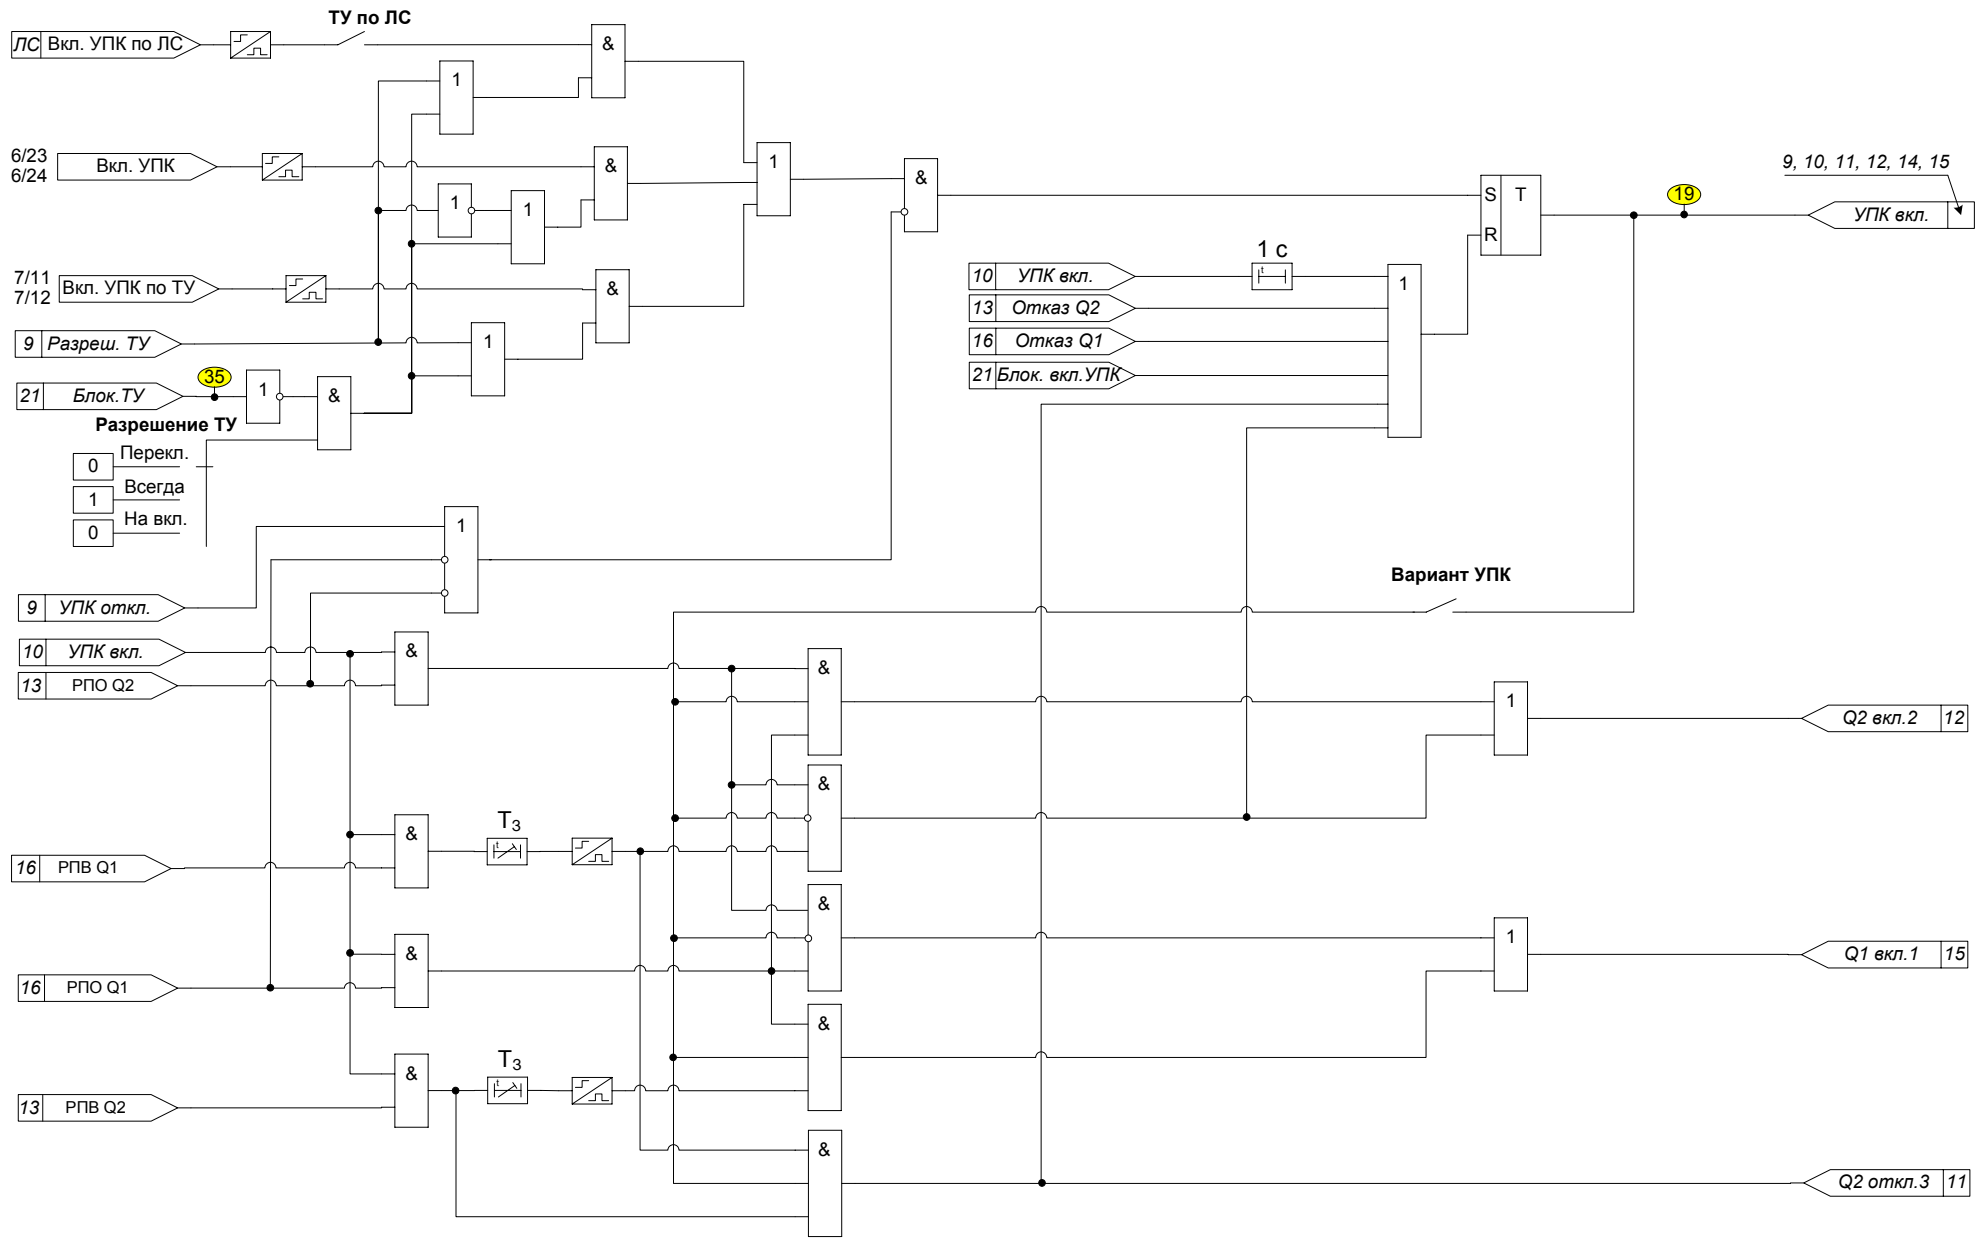 ТУ по ЛС
ЛС Вкл. УПК по ЛС
&
1
6/23
6/24
Вкл. УПК
&
1
1
1
&
9, 10, 11, 12, 14, 15
S T
R
19
УПК вкл.
7/11
7/12
Вкл. УПК по ТУ
&
9 Разреш. ТУ
1
21 Блок.ТУ
35
1
&
Разрешение ТУ
0 Перекл.
1 Всегда
0 На вкл.
1 с
10 УПК вкл.
13 Отказ Q2
16 Отказ Q1
21 Блок. вкл.УПК
1
1
Вариант УПК
9 УПК откл.
10 УПК вкл.
13 РПО Q2
&
&
1
Q2 вкл.2 12
&
16 РПВ Q1
&
t
Т3
&
1
Q1 вкл.1 15
16 РПО Q1
&
&
13 РПВ Q2
&
t
Т3
&
Q2 откл.3 11